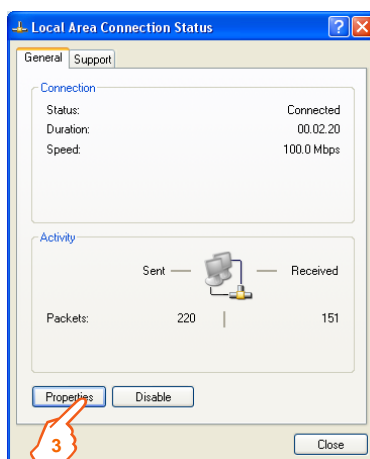 Local Area Connection Status
General Support
Connection
Status: Connected
Duration: 00.02.20
Speed: 100.0 Mbps
Activity
Sent — — Received
Packets: 220 | 151
Properties Disable
3
Close